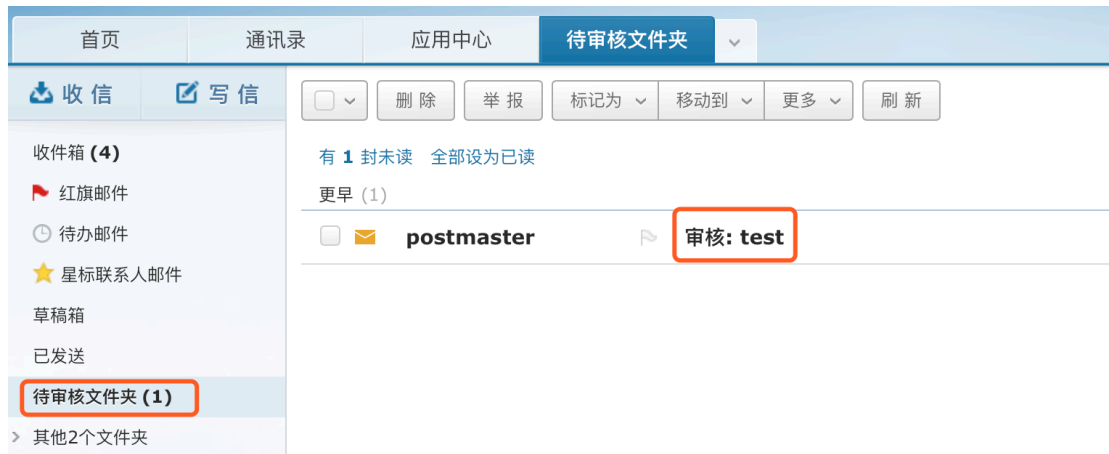 首页 通讯录 应用中心 待审核文件夹
收信 写信
删除 举报 标记为 移动到 更多 刷新
收件箱 (4)
红旗邮件
待办邮件
星标联系人邮件
草稿箱
已发送
待审核文件夹 (1)
其他2个文件夹
有 1 封未读 全部设为已读
更早 (1)
postmaster 审核: test